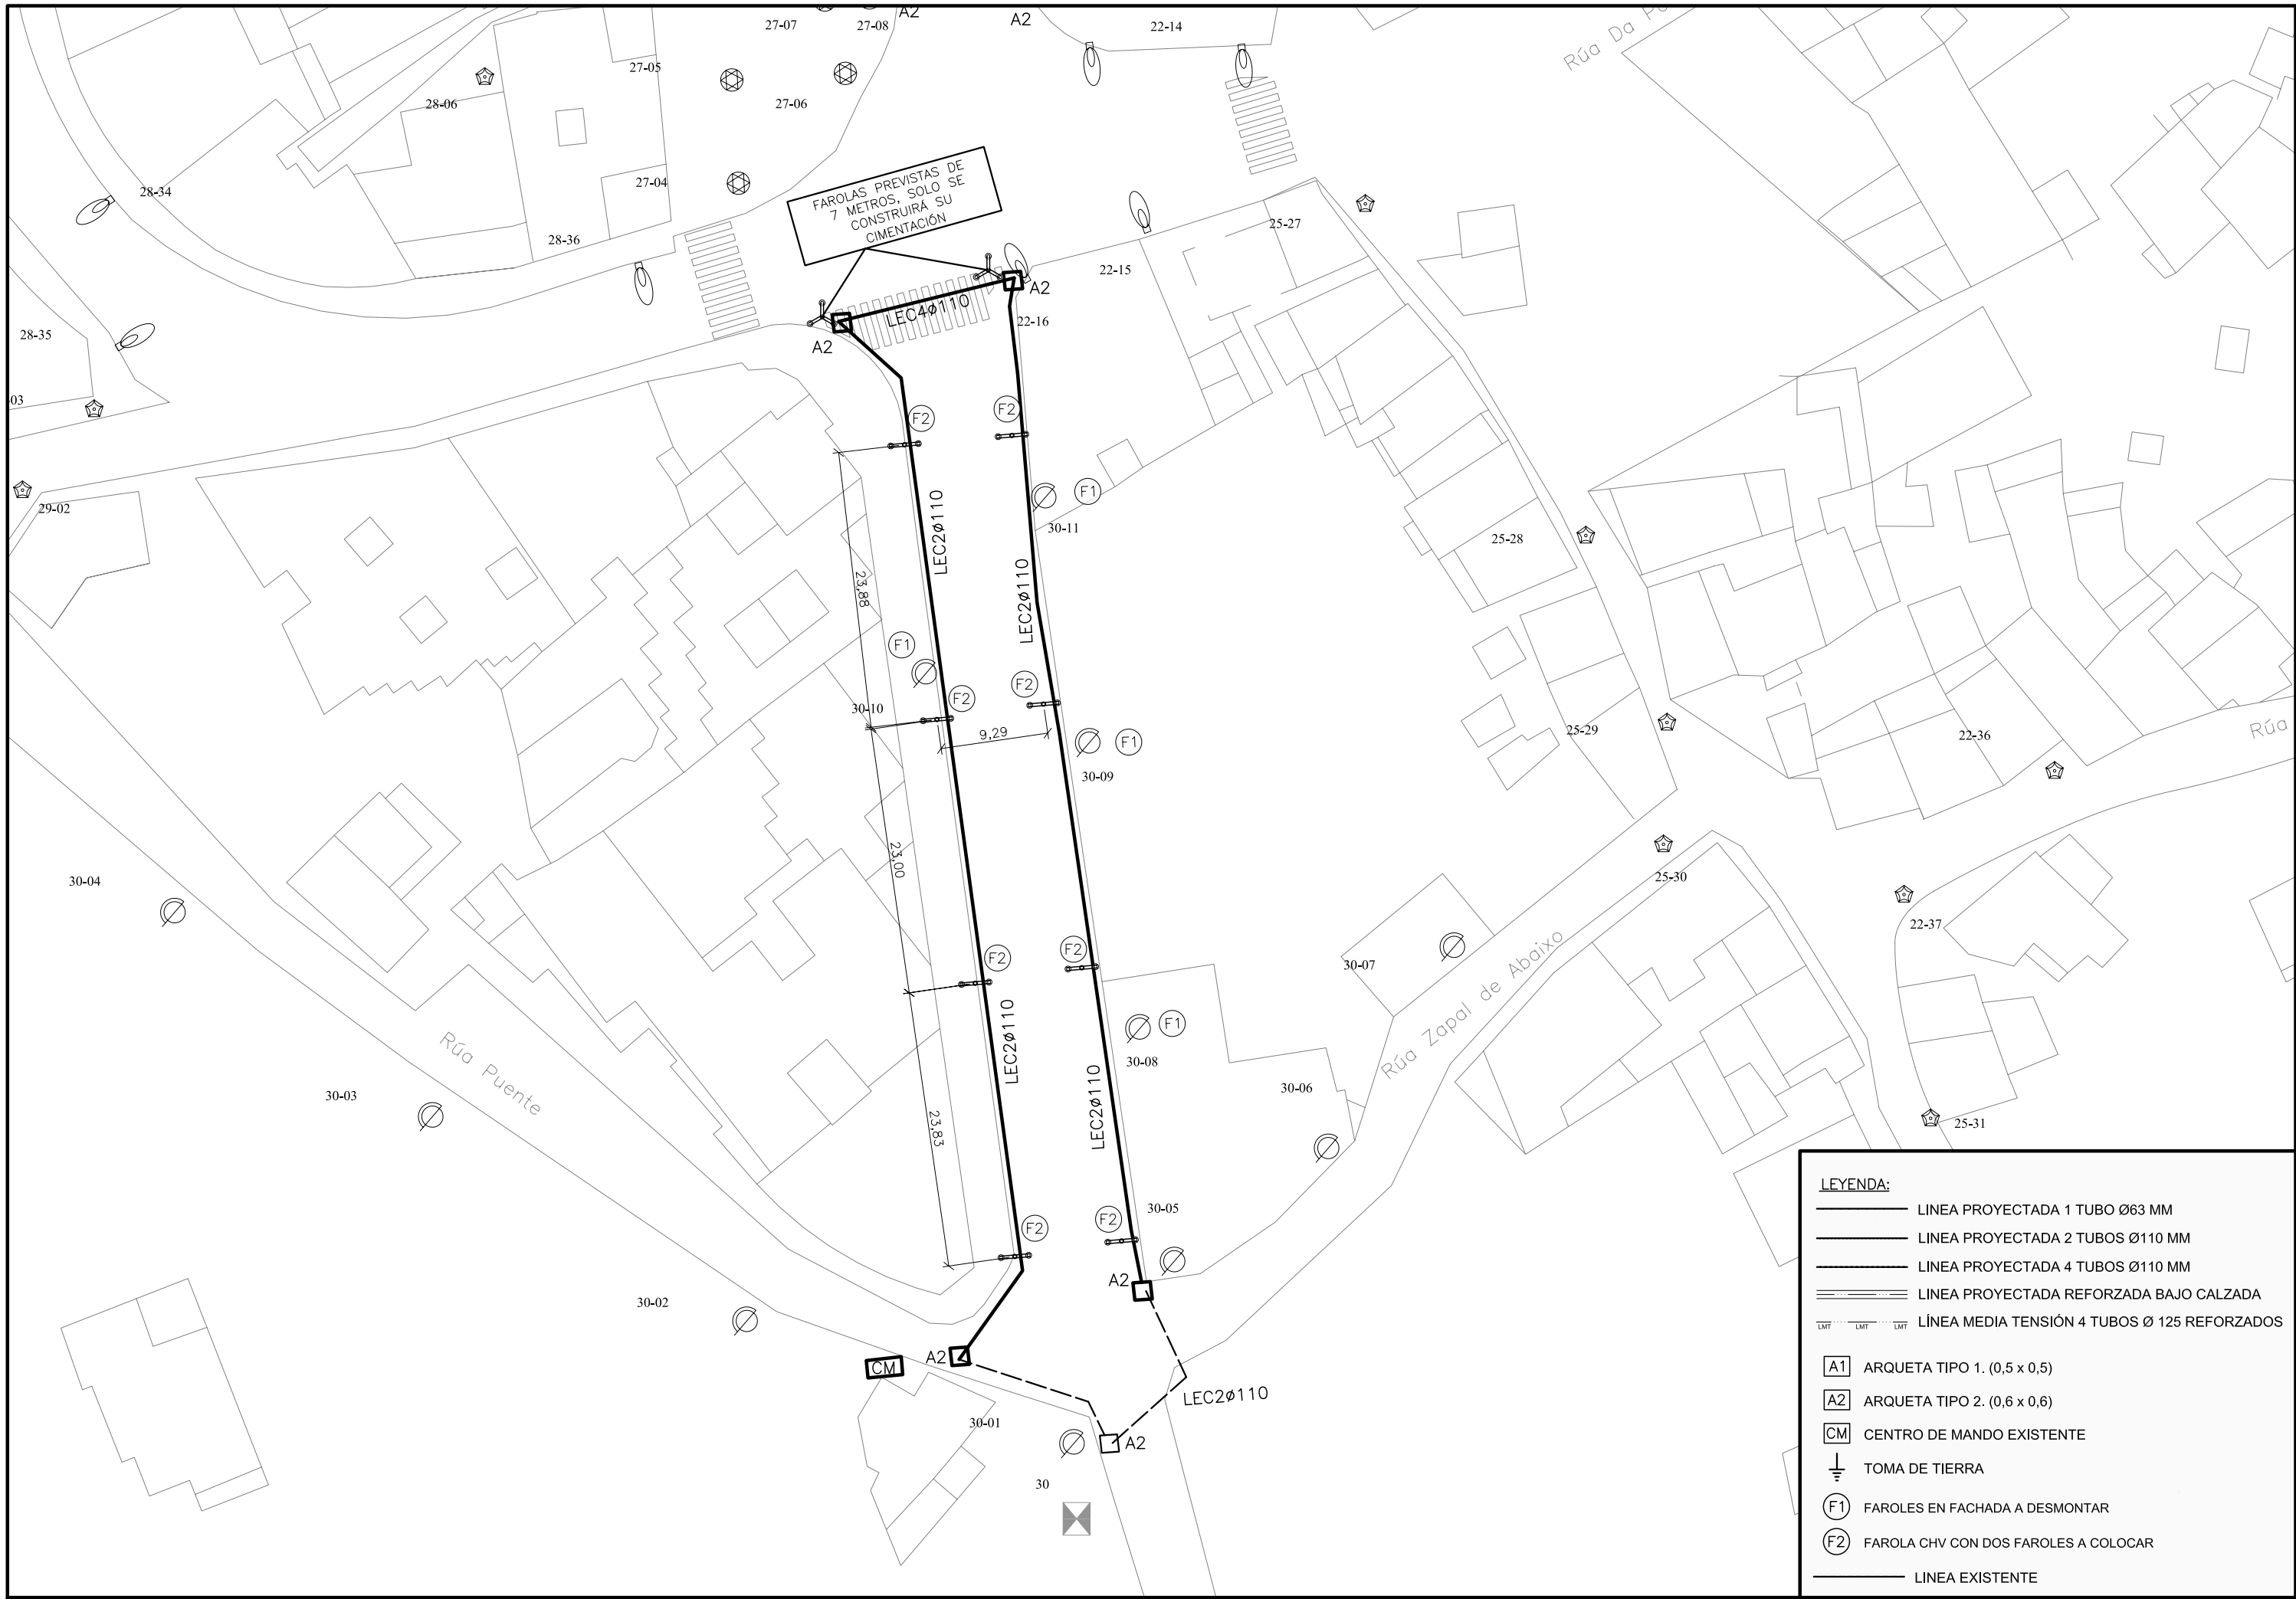 27-07
27-08
A2
A2
22-14
Rúa Da
27-05
28-06
27-06
28-34
27-04
FAROLAS PREVISTAS DE
7 METROS, SOLO SE
CONSTRUIRÁ SU
CIMENTACIÓN
28-36
25-27
22-15
A2
LEC4ø110
22-16
28-35
A2
03
F2
F2
F1
29-02
LEC2ø110
30-11
25-28
LEC2ø110
23,88
F1
F2
F2
30-10
9,29
F1
25-29
22-36
Rúa
30-09
23,00
30-04
25-30
22-37
F2
F2
30-07
Rúa Zapal de Abaixo
F1
LEC2ø110
30-08
Rúa Puente
30-06
30-03
LEC2ø110
23,83
25-31
30-05
F2
F2
A2
30-02
A2
CM
LEC2ø110
30-01
A2
30
LEYENDA:
LINEA PROYECTADA 1 TUBO Ø63 MM
LINEA PROYECTADA 2 TUBOS Ø110 MM
LINEA PROYECTADA 4 TUBOS Ø110 MM
LINEA PROYECTADA REFORZADA BAJO CALZADA
LMT LMT LMT LÍNEA MEDIA TENSIÓN 4 TUBOS Ø 125 REFORZADOS
A1 ARQUETA TIPO 1. (0,5 x 0,5)
A2 ARQUETA TIPO 2. (0,6 x 0,6)
CM CENTRO DE MANDO EXISTENTE
TOMA DE TIERRA
F1 FAROLES EN FACHADA A DESMONTAR
F2 FAROLA CHV CON DOS FAROLES A COLOCAR
LINEA EXISTENTE